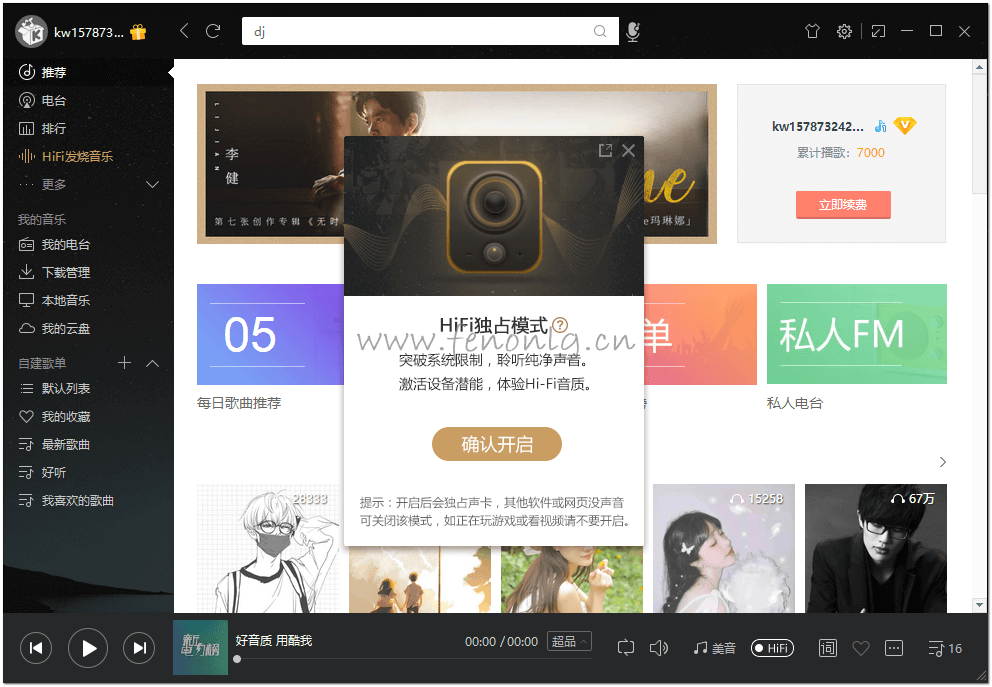 kw157873...
dj
推荐
电台
排行
HiFi发烧音乐
更多
我的音乐
我的电台
下载管理
本地音乐
我的云盘
自建歌单
默认列表
我的收藏
最新歌曲
好听
我喜欢的歌曲
李健
第七张创作专辑《无时
e玛琳娜」
kw157873242...
累计播歌：7000
立即续费
05
每日歌曲推荐
单
私人FM
私人电台
HiFi独占模式?
www.fenonlg.cn
突破系统限制，聆听纯净声音。
激活设备潜能，体验Hi-Fi音质。
确认开启
提示：开启后会独占声卡，其他软件或网页没声音
可关闭该模式，如正在玩游戏或看视频请不要开启。
28333
15258
67万
新
电力榜
好音质 用酷我
00:00 / 00:00
超品
美音
HiFi
词
16